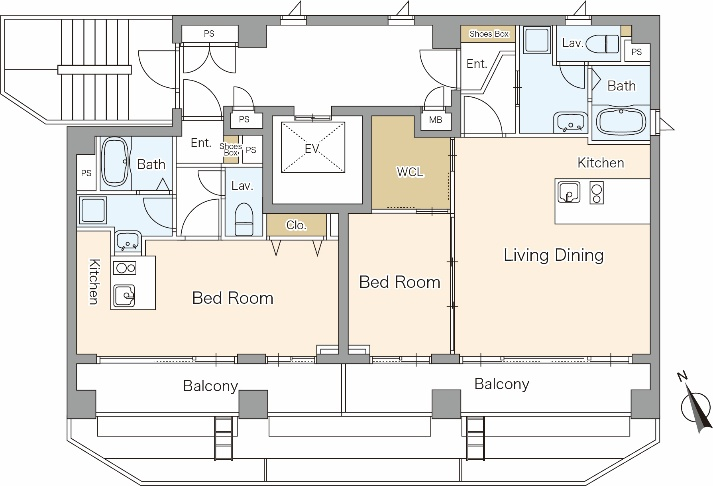 PS
Shoes Box
Lav.
PS
Ent.
Bath
PS
MB
Ent.
Shoes
Box
PS
EV.
Bath
PS
WCL
Kitchen
Lav.
Clo.
Kitchen
Bed Room
Bed Room
Living Dining
Balcony
Balcony
N